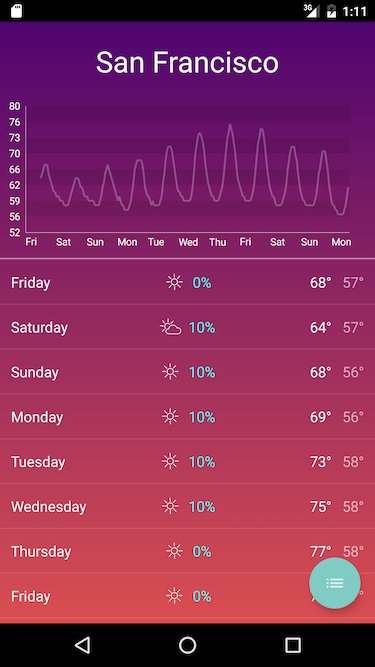 3G 1:11
San Francisco
80
76
73
70
66
62
59
56
52
Fri Sat Sun Mon Tue Wed Thu Fri Sat Sun Mon
Friday 0% 68° 57°
Saturday 10% 64° 57°
Sunday 10% 68° 56°
Monday 10% 69° 56°
Tuesday 10% 73° 58°
Wednesday 10% 75° 58°
Thursday 0% 77° 58°
Friday 0%